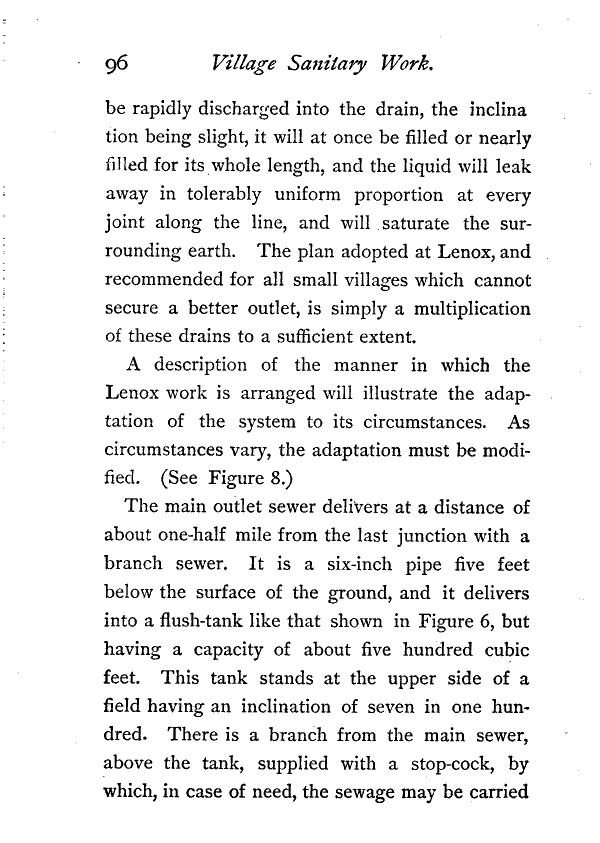 96 Village Sanitary Work.
be rapidly discharged into the drain, the inclina
tion being slight, it will at once be filled or nearly
filled for its whole length, and the liquid will leak
away in tolerably uniform proportion at every
joint along the line, and will saturate the sur-
rounding earth. The plan adopted at Lenox, and
recommended for all small villages which cannot
secure a better outlet, is simply a multiplication
of these drains to a sufficient extent.
A description of the manner in which the
Lenox work is arranged will illustrate the adap-
tation of the system to its circumstances. As
circumstances vary, the adaptation must be modi-
fied. (See Figure 8.)
The main outlet sewer delivers at a distance of
about one-half mile from the last junction with a
branch sewer. It is a six-inch pipe five feet
below the surface of the ground, and it delivers
into a flush-tank like that shown in Figure 6, but
having a capacity of about five hundred cubic
feet. This tank stands at the upper side of a
field having an inclination of seven in one hun-
dred. There is a branch from the main sewer,
above the tank, supplied with a stop-cock, by
which, in case of need, the sewage may be carried